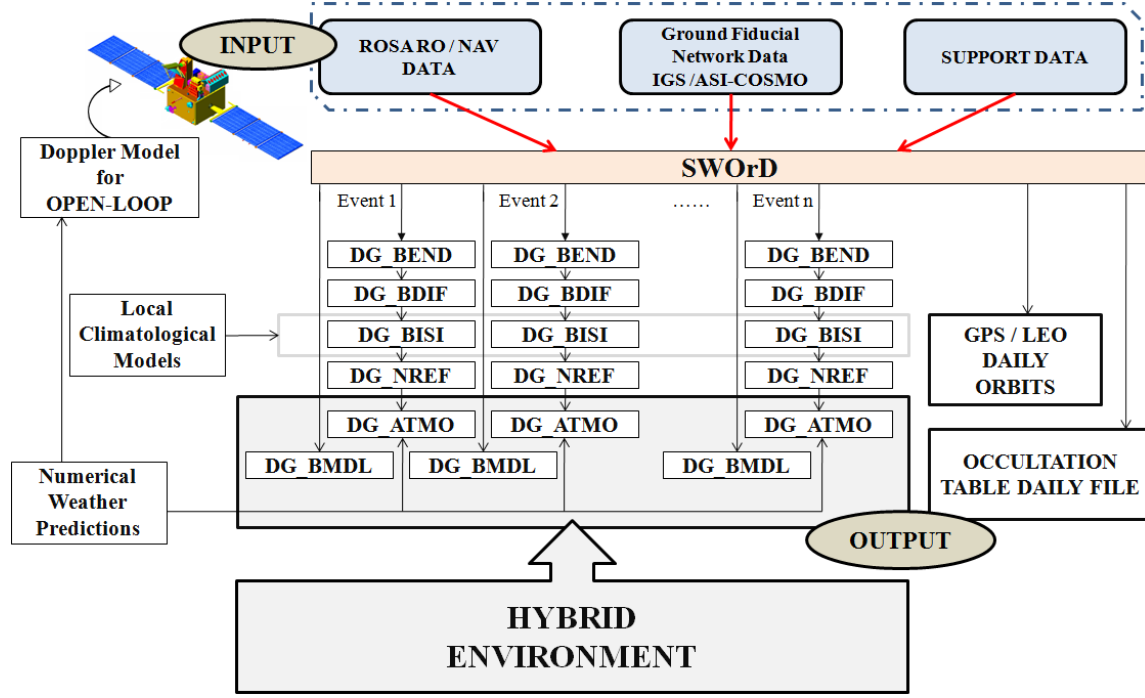 INPUT
ROSA RO / NAV
DATA
Ground Fiducial
Network Data
IGS /ASI-COSMO
SUPPORT DATA
Doppler Model
for
OPEN-LOOP
SWOrD
Event 1
Event 2
……
Event n
DG_BEND
DG_BEND
DG_BEND
DG_BDIF
DG_BDIF
DG_BDIF
Local
Climatological
Models
DG_BISI
DG_BISI
DG_BISI
GPS / LEO
DAILY
ORBITS
DG_NREF
DG_NREF
DG_NREF
DG_ATMO
DG_ATMO
DG_ATMO
DG_BMDL
DG_BMDL
DG_BMDL
Numerical
Weather
Predictions
OCCULTATION
TABLE DAILY FILE
OUTPUT
HYBRID
ENVIRONMENT